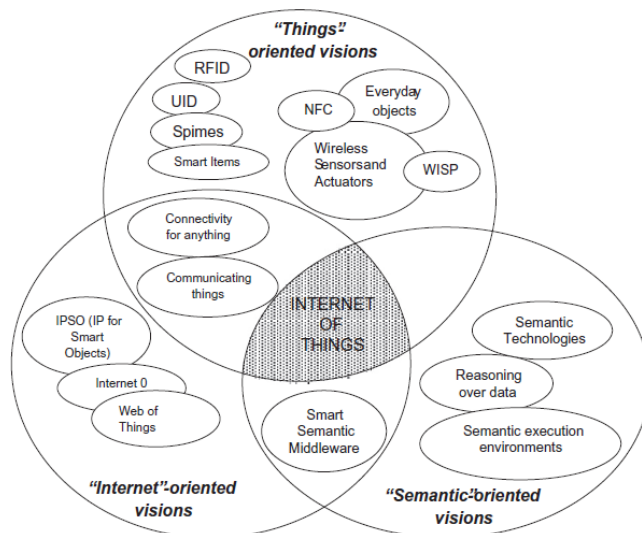 “Things”-
oriented visions
RFID
UID
Spimes
Smart Items
NFC
Everyday
objects
Wireless
Sensorsand
Actuators
WISP
Connectivity
for anything
Communicating
things
INTERNET
OF
THINGS
IPSO (IP for
Smart
Objects)
Internet 0
Web of
Things
Semantic
Technologies
Reasoning
over data
Semantic execution
environments
Smart
Semantic
Middleware
“Internet”-oriented
visions
“Semantic-oriented
visions